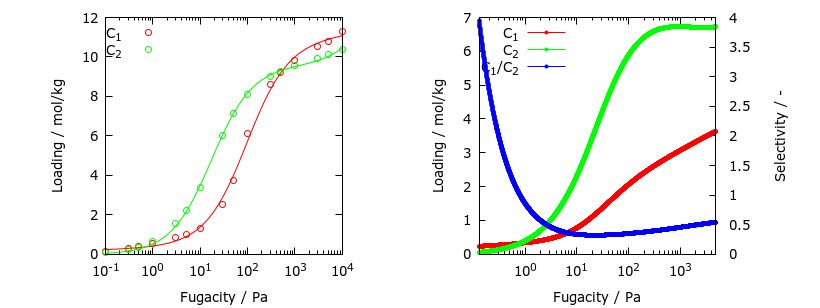 12
10
8
6
4
2
0
Loading / mol/kg
C₁
C₂
10⁻¹ 10⁰ 10¹ 10² 10³ 10⁴
Fugacity / Pa
7
6
5
4
3
2
1
0
Loading / mol/kg
C₁
C₂
C₁/C₂
4
3.5
3
2.5
2
1.5
1
0.5
0
Selectivity / -
10⁰ 10¹ 10² 10³
Fugacity / Pa